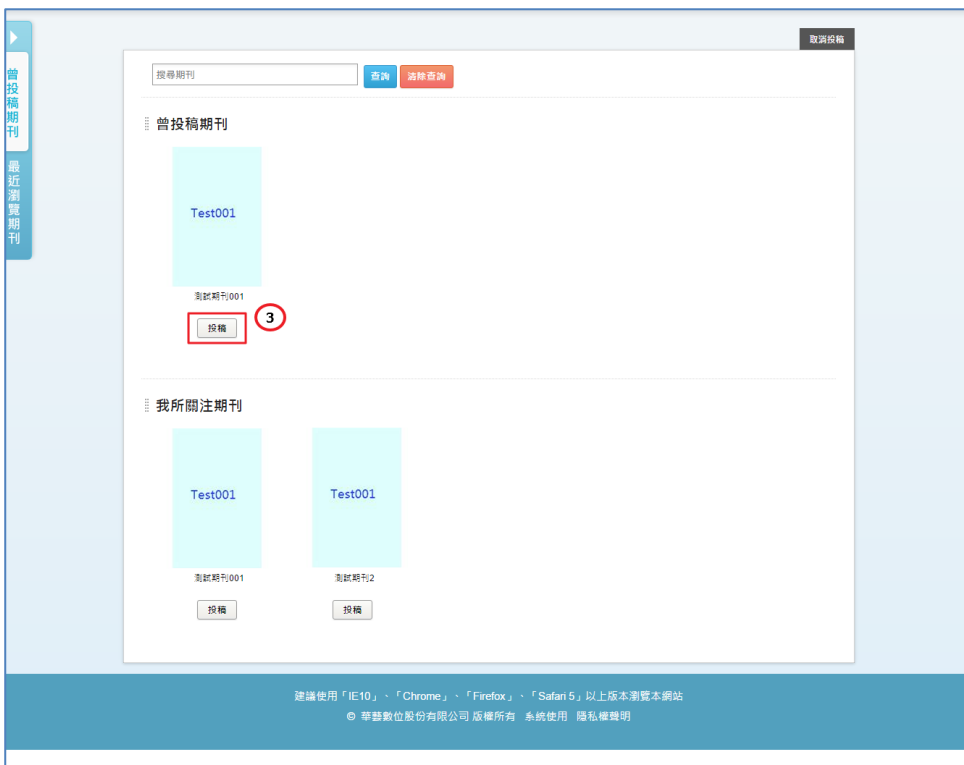 取消投稿
曾投稿期刊
最近瀏覽期刊
搜尋期刊 查詢 清除查詢
曾投稿期刊
Test001
測試期刊001
投稿 3
我所關注期刊
Test001 Test001
測試期刊001 測試期刊2
投稿 投稿
建議使用「IE10」、「Chrome」、「Firefox」、「Safari 5」以上版本瀏覽本網站
© 華藝數位股份有限公司 版權所有 系統使用 隱私權聲明